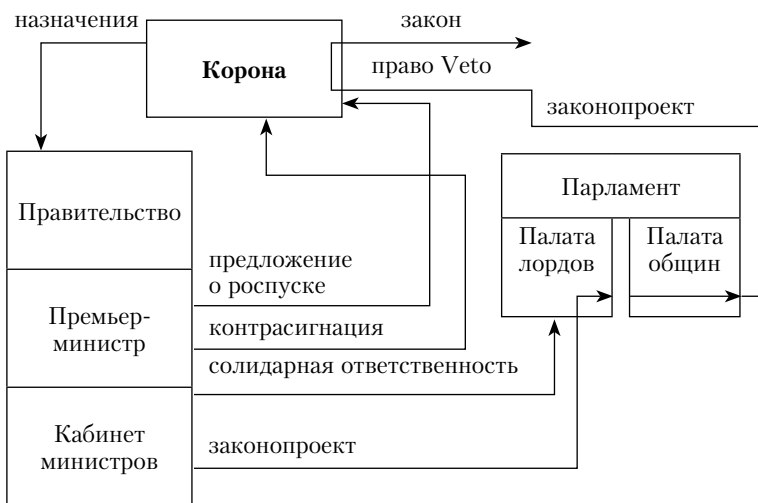 назначения
закон
Корона
право Veto
законопроект
Правительство
Парламент
Палата
лордов
Палата
общин
предложение
о роспуске
Премьер-
министр
контрасигнация
солидарная ответственность
Кабинет
министров
законопроект